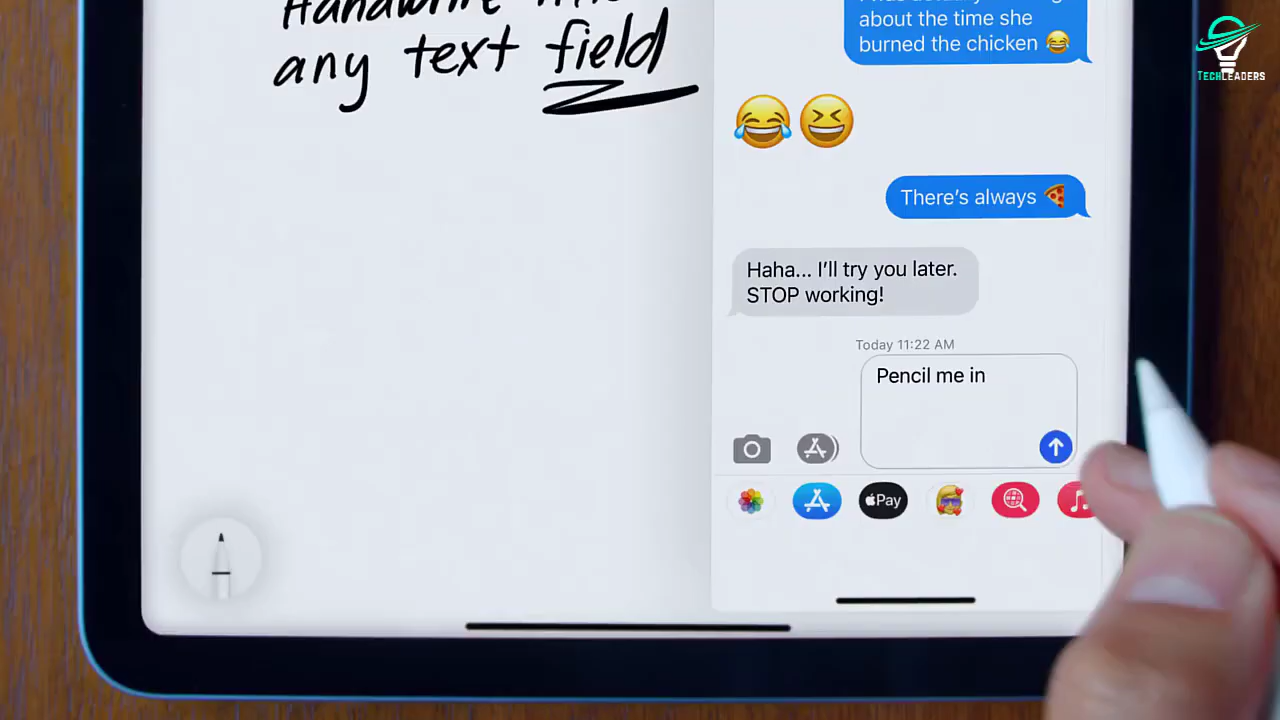 Handwrite
any text field
about the time she
burned the chicken 😂
😂😆
There's always 🍕
Haha... I'll try you later.
STOP working!
Today 11:22 AM
Pencil me in
Pay
TECHLEADERS